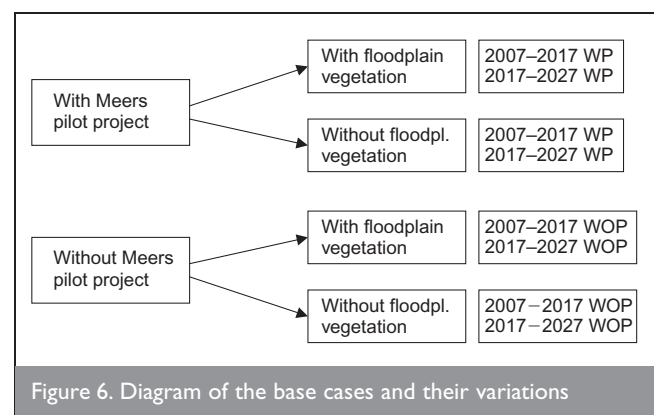 With Meers
pilot project
With floodplain
vegetation
2007–2017 WP
2017–2027 WP
Without floodpl.
vegetation
2007–2017 WP
2017–2027 WP
Without Meers
pilot project
With floodplain
vegetation
2007–2017 WOP
2017–2027 WOP
Without floodpl.
vegetation
2007−2017 WOP
2017−2027 WOP
Figure 6. Diagram of the base cases and their variations